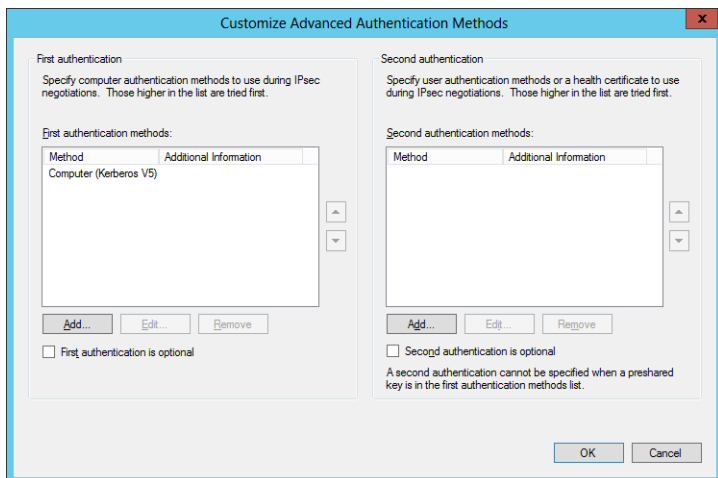 Customize Advanced Authentication Methods
x
First authentication
Specify computer authentication methods to use during IPsec
negotiations. Those higher in the list are tried first.
First authentication methods:
Method Additional Information
Computer (Kerberos V5)
Add... Edit... Remove
First authentication is optional
Second authentication
Specify user authentication methods or a health certificate to use
during IPsec negotiations. Those higher in the list are tried first.
Second authentication methods:
Method Additional Information
Add... Edit... Remove
Second authentication is optional
A second authentication cannot be specified when a preshared
key is in the first authentication methods list.
OK Cancel